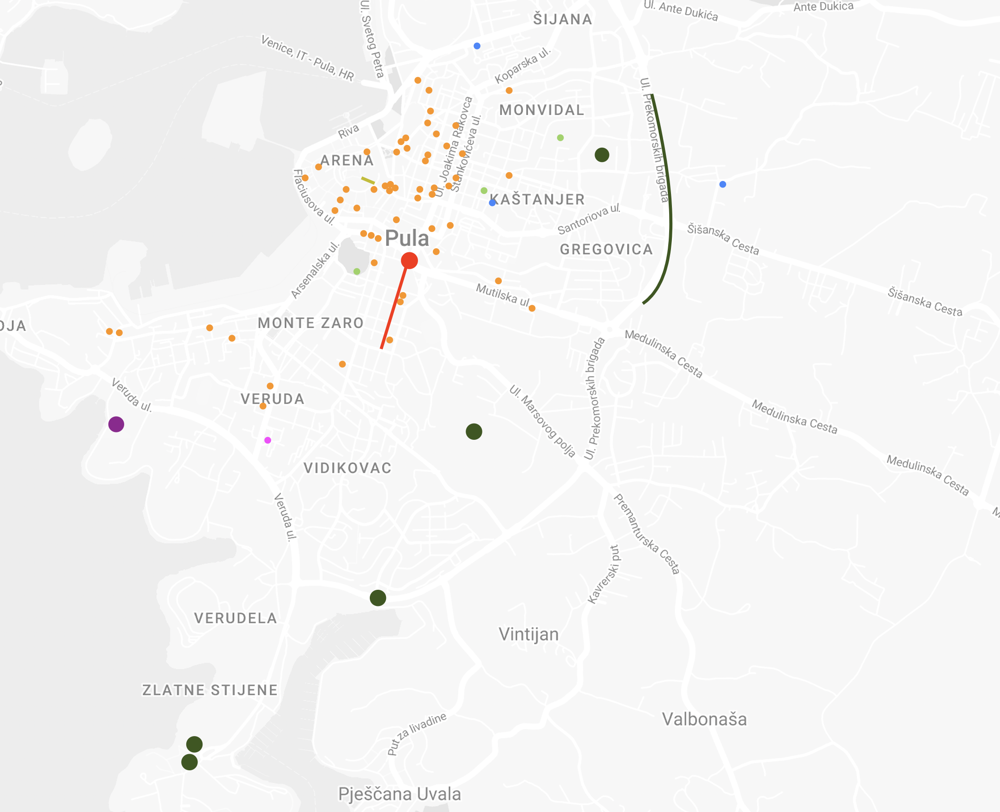 Ul. Ante Dukića
Ante Dukica
Ul. Svetog Petra
ŠIJANA
Venice, IT - Pula, HR
Koparska ul.
Ul. Prekomorskih brigada
MONVIDAL
Ul. Joakima Rakovca
Stankovićeva ul.
Riva
ARENA
Flaciusova ul.
KAŠTANJER
Santoriova ul.
Šišanska Cesta
Pula
GREGOVICA
Arsenalska ul.
Mutilska ul.
Šišanska Cesta
OJA
MONTE ZARO
Medulinska Cesta
Ul. Prekomorskih brigada
Veruda ul.
VERUDA
Ul. Marsovog polja
Medulinska Cesta
VIDIKOVAC
Medulinska Cesta
Veruda ul.
Premanturska Cesta
Kavrerski put
VERUDELA
Vintijan
ZLATNE STIJENE
Put za livadine
Valbonaša
Pješčana Uvala